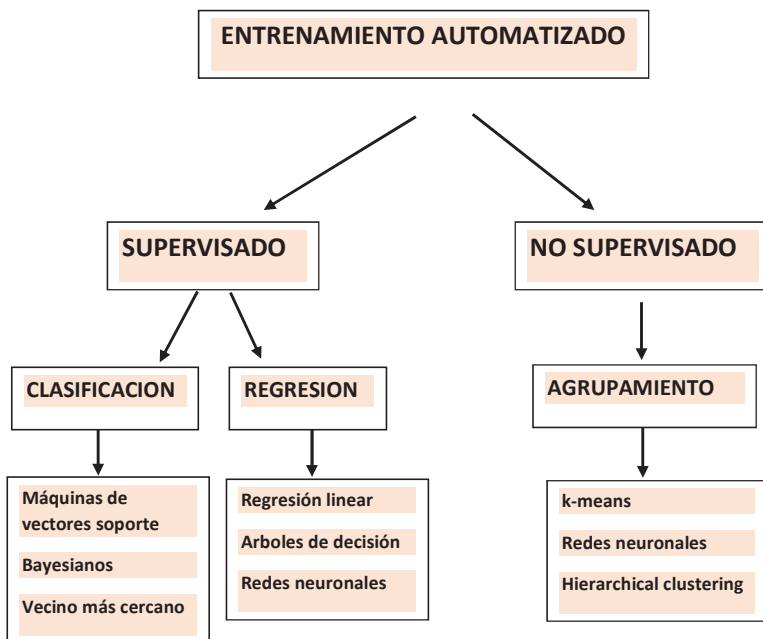 ENTRENAMIENTO AUTOMATIZADO
SUPERVISADO
NO SUPERVISADO
CLASIFICACION
REGRESION
AGRUPAMIENTO
Máquinas de
vectores soporte
Bayesianos
Vecino más cercano
Regresión linear
Arboles de decisión
Redes neuronales
k-means
Redes neuronales
Hierarchical clustering